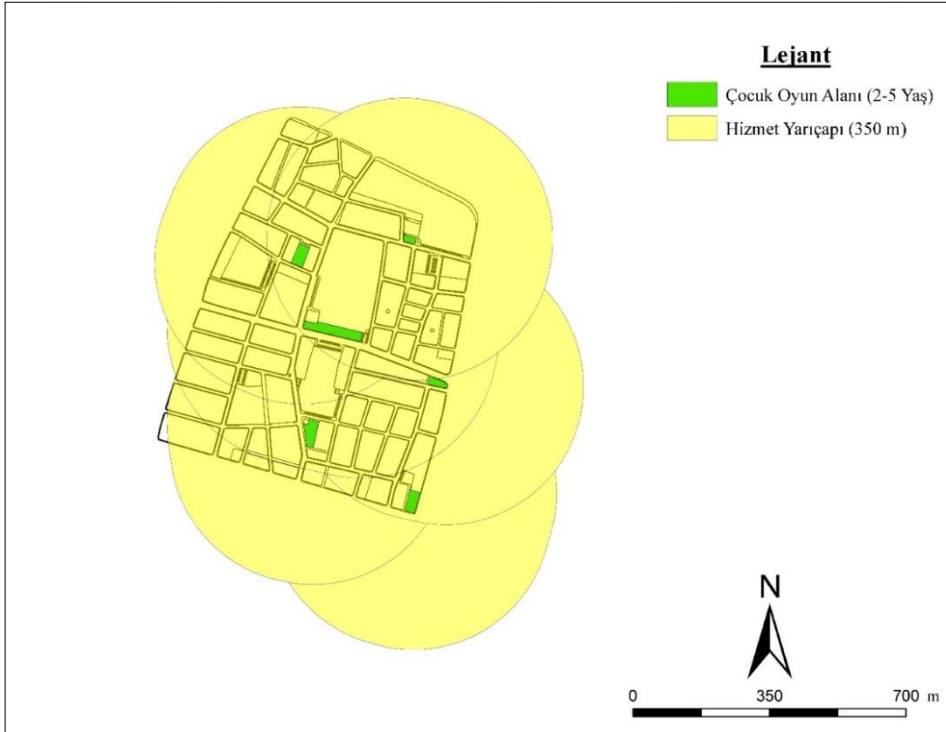 Lejant
Çocuk Oyun Alanı (2-5 Yaş)
Hizmet Yarıçapı (350 m)
N
0 350 700 m